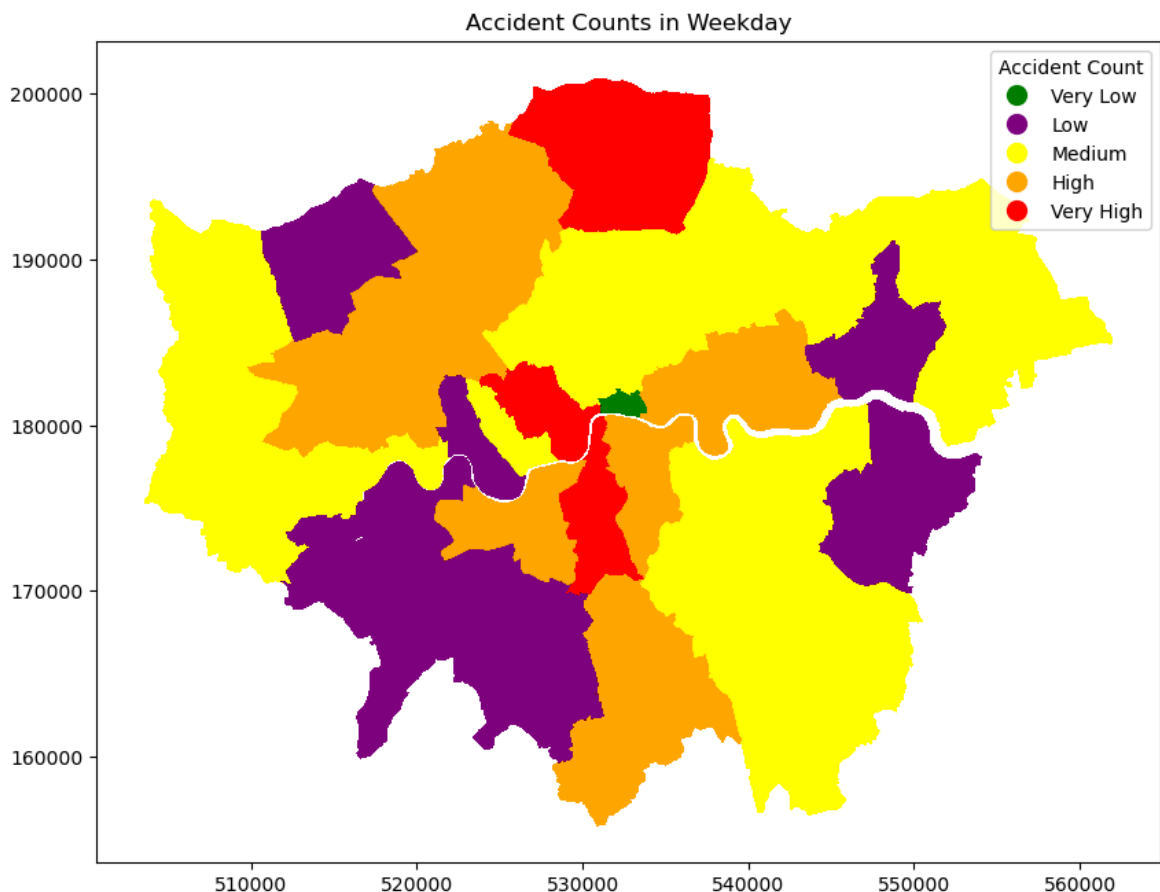 Accident Counts in Weekday
Accident Count
Very Low
Low
Medium
High
Very High
200000
190000
180000
170000
160000
510000 520000 530000 540000 550000 560000